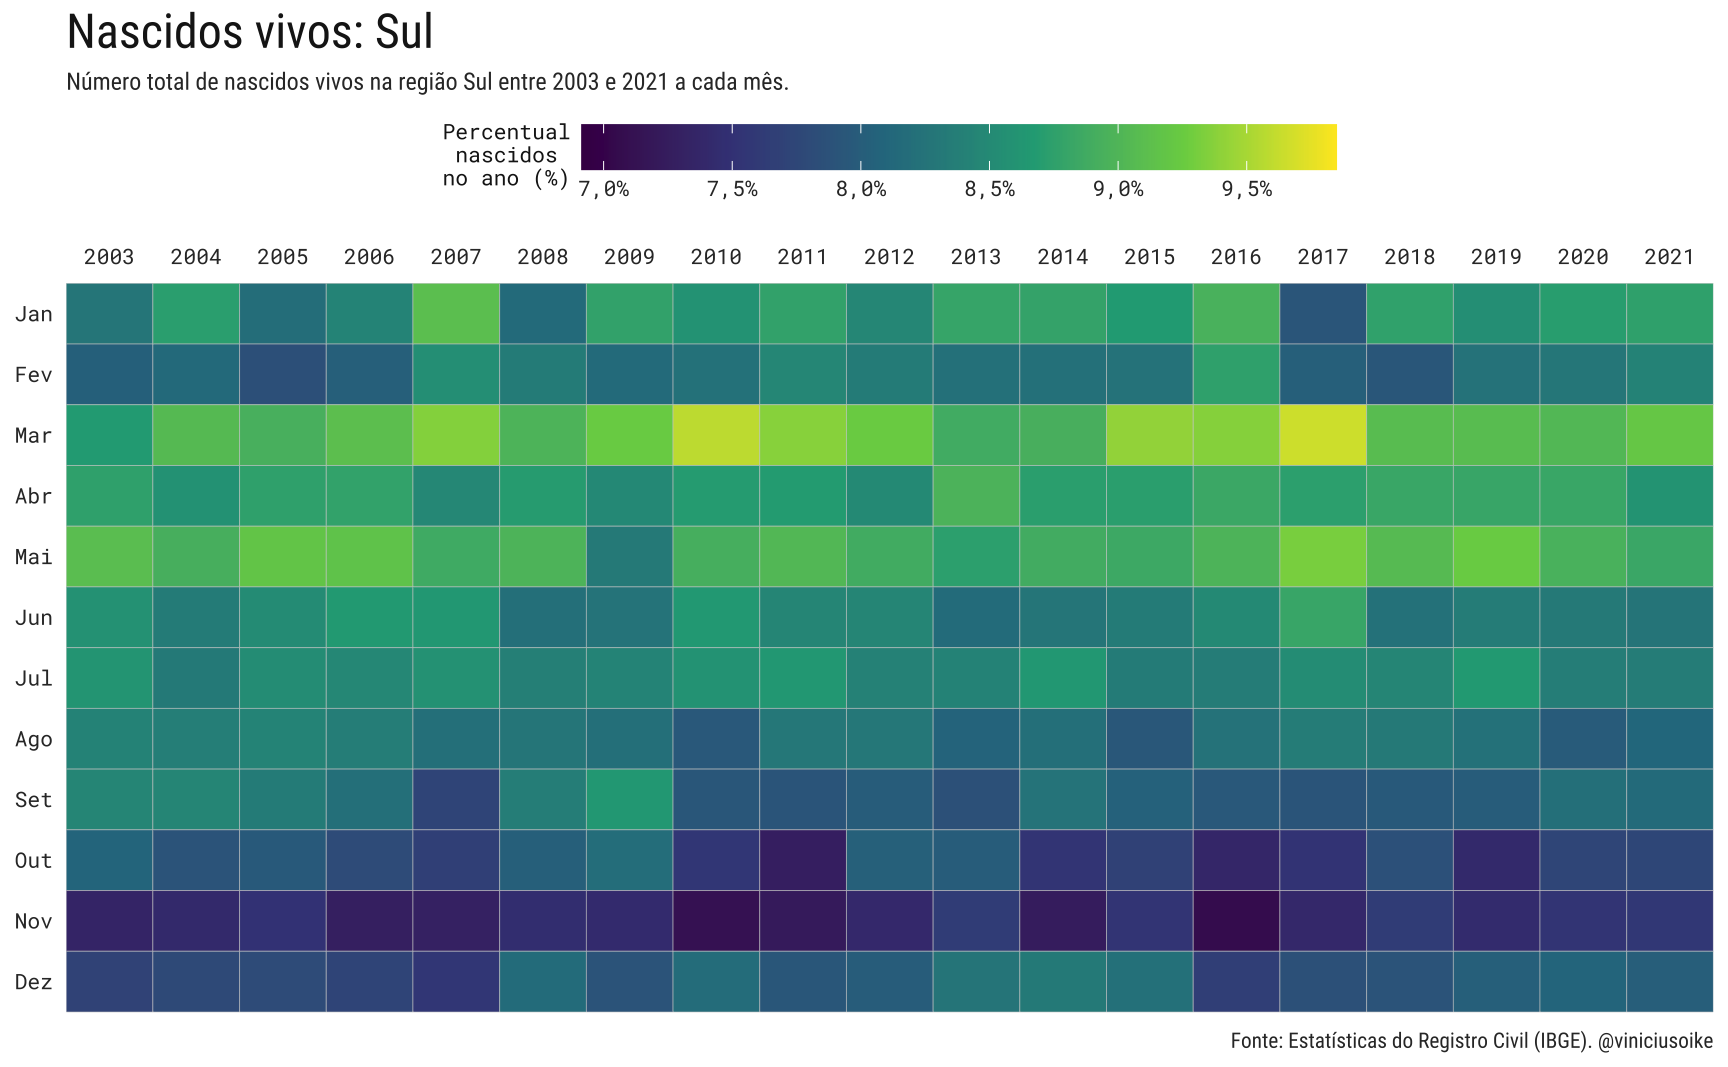 Nascidos vivos: Sul
Número total de nascidos vivos na região Sul entre 2003 e 2021 a cada mês.
Percentual
nascidos
no ano (%)
7,0% 7,5% 8,0% 8,5% 9,0% 9,5%
2003 2004 2005 2006 2007 2008 2009 2010 2011 2012 2013 2014 2015 2016 2017 2018 2019 2020 2021
Jan
Fev
Mar
Abr
Mai
Jun
Jul
Ago
Set
Out
Nov
Dez
Fonte: Estatísticas do Registro Civil (IBGE). @viniciusoike